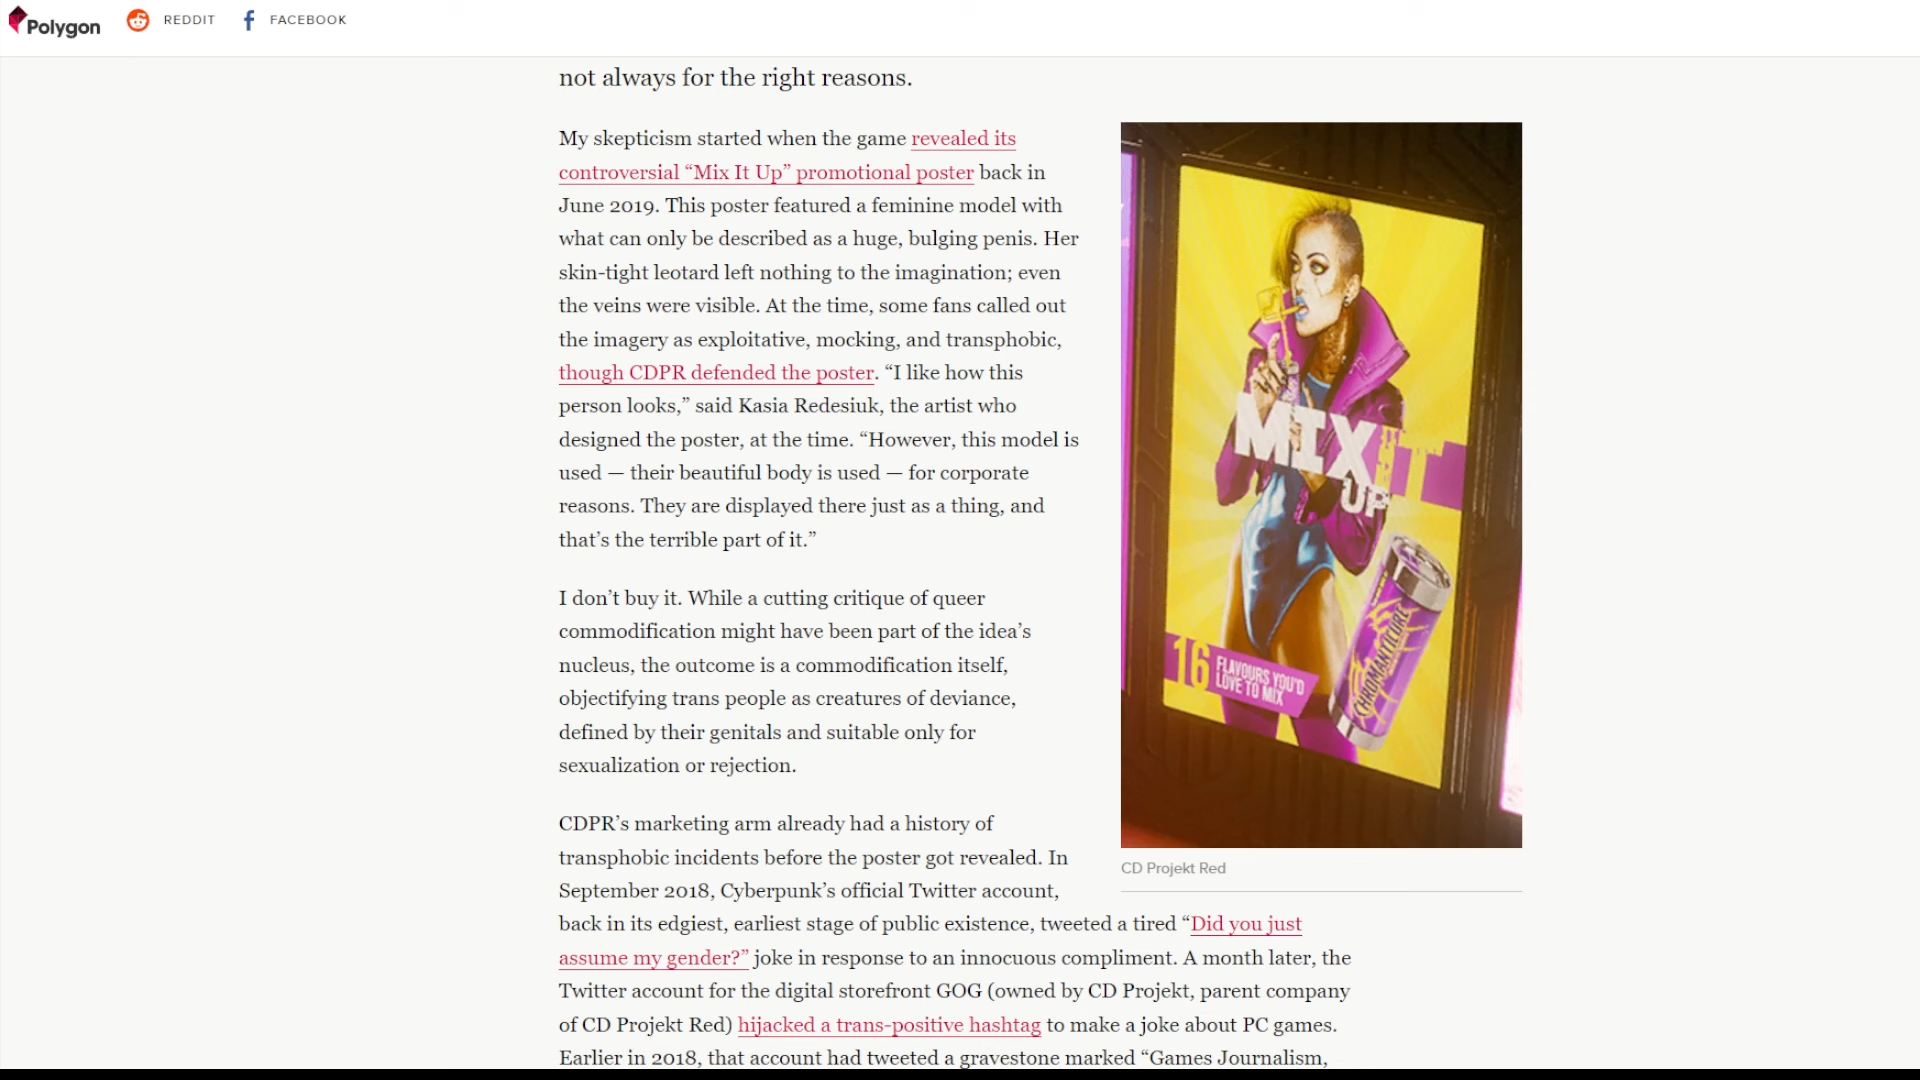 Polygon
REDDIT
FACEBOOK
not always for the right reasons.
My skepticism started when the game revealed its
controversial “Mix It Up” promotional poster back in
June 2019. This poster featured a feminine model with
what can only be described as a huge, bulging penis. Her
skin-tight leotard left nothing to the imagination; even
the veins were visible. At the time, some fans called out
the imagery as exploitative, mocking, and transphobic,
though CDPR defended the poster. “I like how this
person looks,” said Kasia Redesiuk, the artist who
designed the poster, at the time. “However, this model is
used — their beautiful body is used — for corporate
reasons. They are displayed there just as a thing, and
that’s the terrible part of it.”
I don’t buy it. While a cutting critique of queer
commodification might have been part of the idea’s
nucleus, the outcome is a commodification itself,
objectifying trans people as creatures of deviance,
defined by their genitals and suitable only for
sexualization or rejection.
CDPR’s marketing arm already had a history of
transphobic incidents before the poster got revealed. In
September 2018, Cyberpunk’s official Twitter account,
back in its edgiest, earliest stage of public existence, tweeted a tired “Did you just
assume my gender?” joke in response to an innocuous compliment. A month later, the
Twitter account for the digital storefront GOG (owned by CD Projekt, parent company
of CD Projekt Red) hijacked a trans-positive hashtag to make a joke about PC games.
Earlier in 2018, that account had tweeted a gravestone marked “Games Journalism,
MIX IT
UP
16 FLAVOURS YOU'D
LOVE TO MIX
CHROMANTICORE
CD Projekt Red